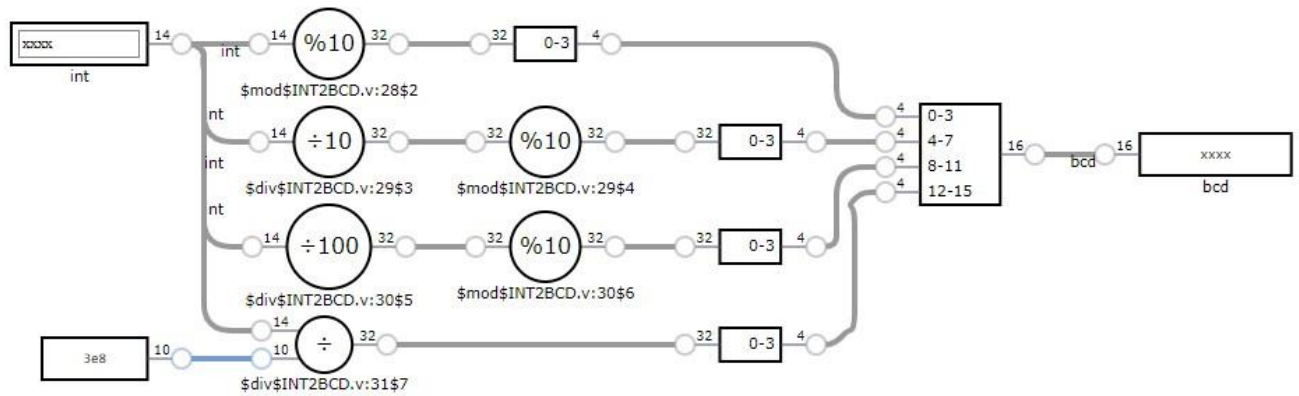 xxxx 14 int 14 %10 32 32 0-3 4
int
$mod$INT2BCD.v:28$2
nt 14 ÷10 32 32 %10 32 32 0-3 4
int
$div$INT2BCD.v:29$3 $mod$INT2BCD.v:29$4
4 0-3
4 4-7
4 8-11
4 12-15
16 bcd 16 xxxx
bcd
nt 14 ÷100 32 32 %10 32 32 0-3 4
$div$INT2BCD.v:30$5 $mod$INT2BCD.v:30$6
14
3e8 10 10 ÷ 32 32 0-3 4
$div$INT2BCD.v:31$7